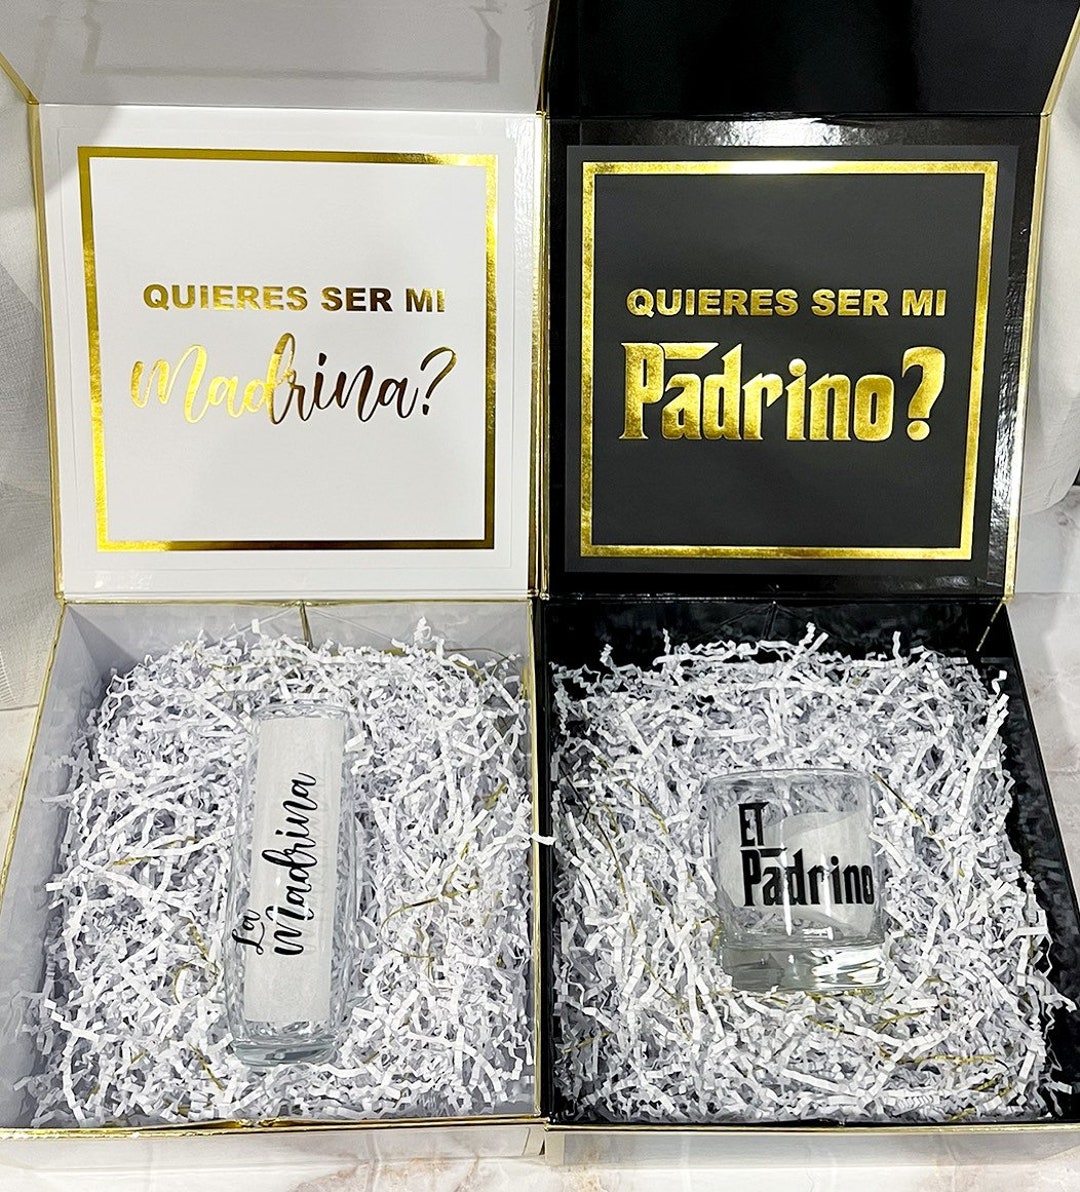 QUIERES SER MI
Madrina?
QUIERES SER MI
Padrino?
La
Madrina
El
Padrino